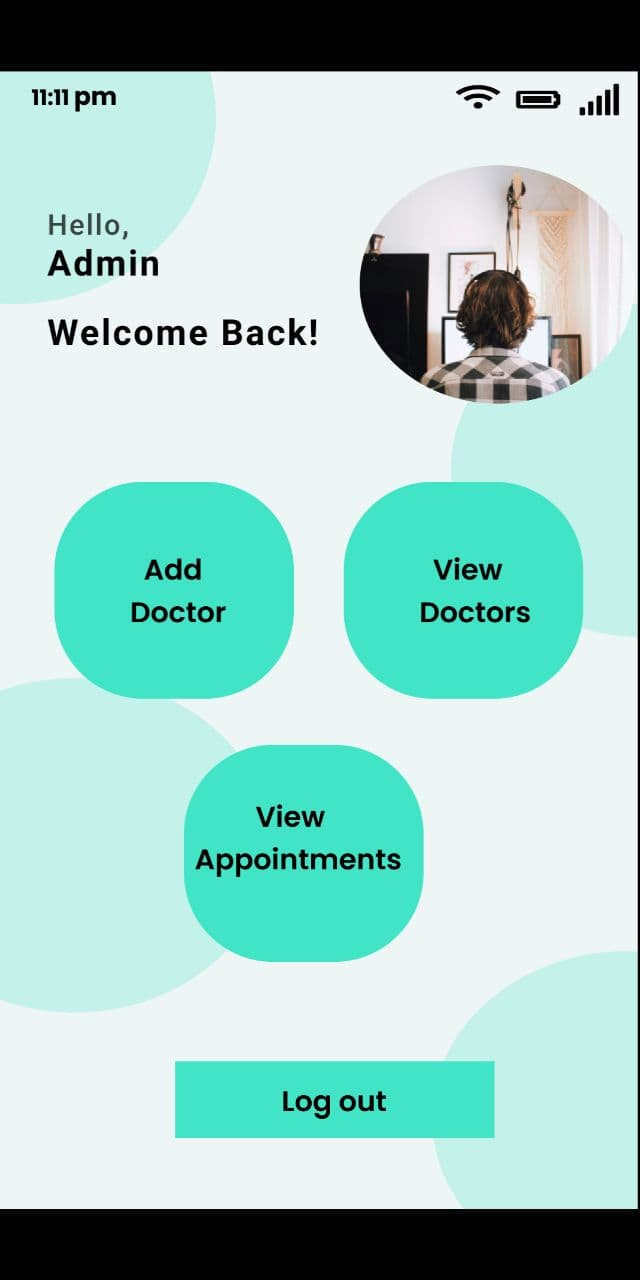 11:11 pm
Hello,
Admin
Welcome Back!
Add
Doctor
View
Doctors
View
Appointments
Log out